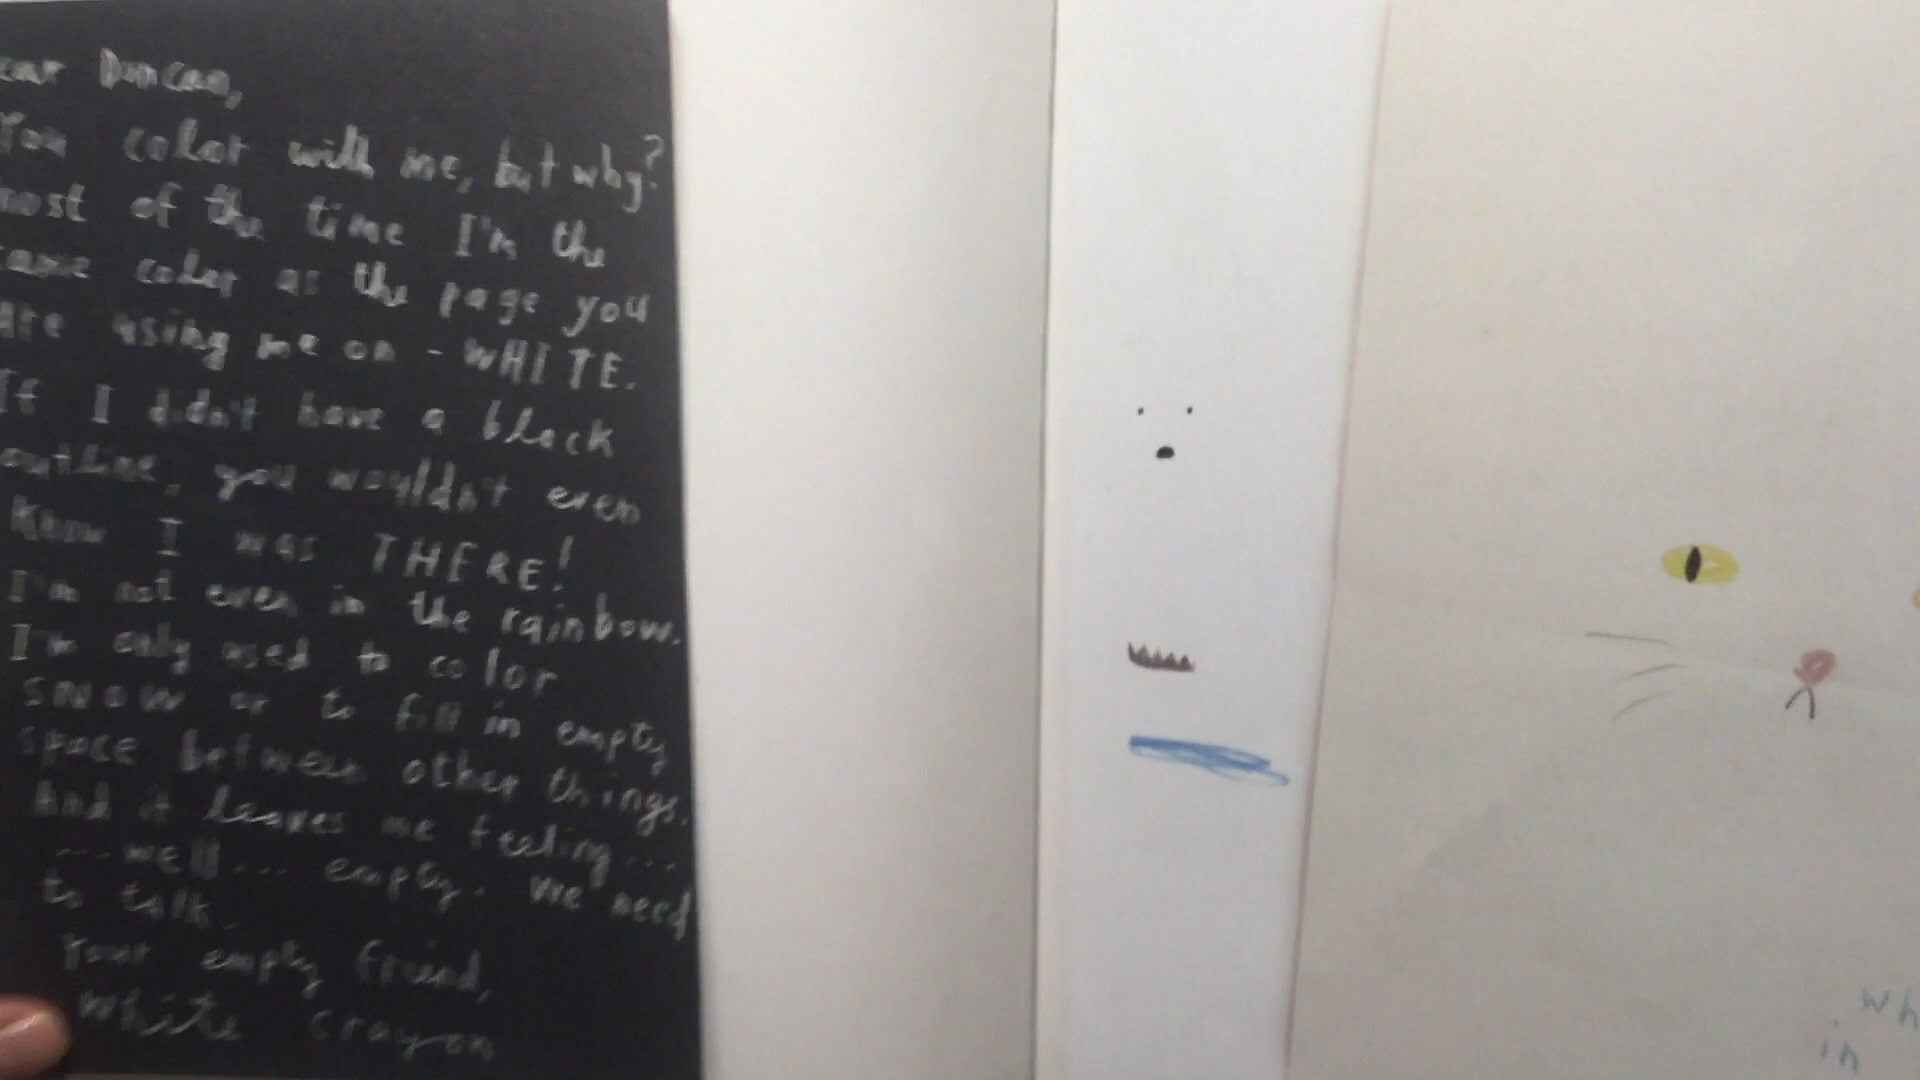 ear Duncan,
You color with me, but why?
most of the time I'm the
same color as the page you
are using me on - WHITE.
If I didn't have a black
outline, you wouldn't even
know I was THERE!
I'm not even in the rainbow.
I'm only used to color
SNOW or to fill in empty
space between other things.
And it leaves me feeling...
...well... empty. We need
to talk.
Your empty friend,
White crayon
Wh
in